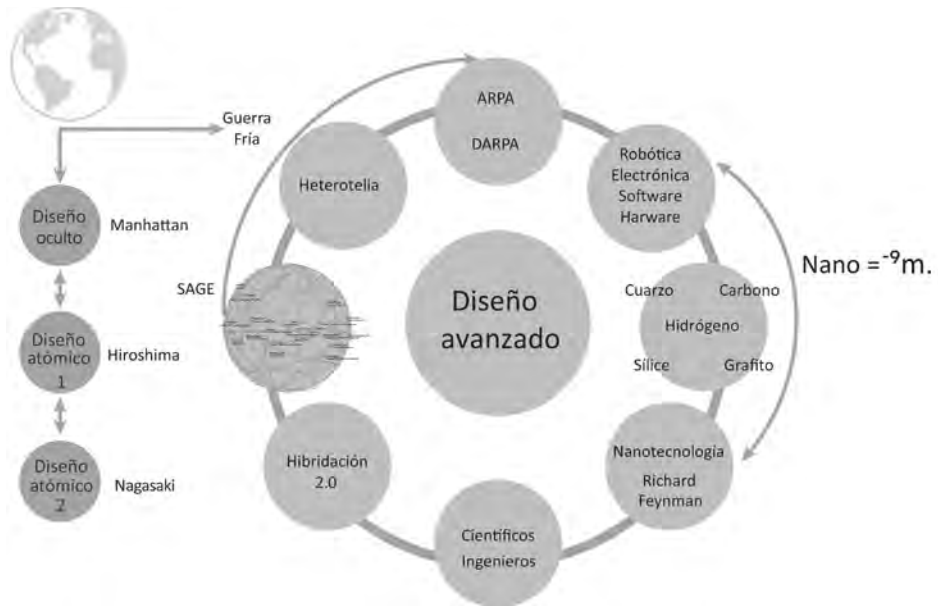 Guerra
Fría
Diseño
oculto
Manhattan
Diseño
atómico
1
Hiroshima
Diseño
atómico
2
Nagasaki
SAGE
Heterotelia
ARPA
DARPA
Robótica
Electrónica
Software
Harware
Nano = -9m.
Cuarzo
Carbono
Hidrógeno
Sílice
Grafito
Nanotecnología
Richard
Feynman
Científicos
Ingenieros
Hibridación
2.0
Diseño
avanzado